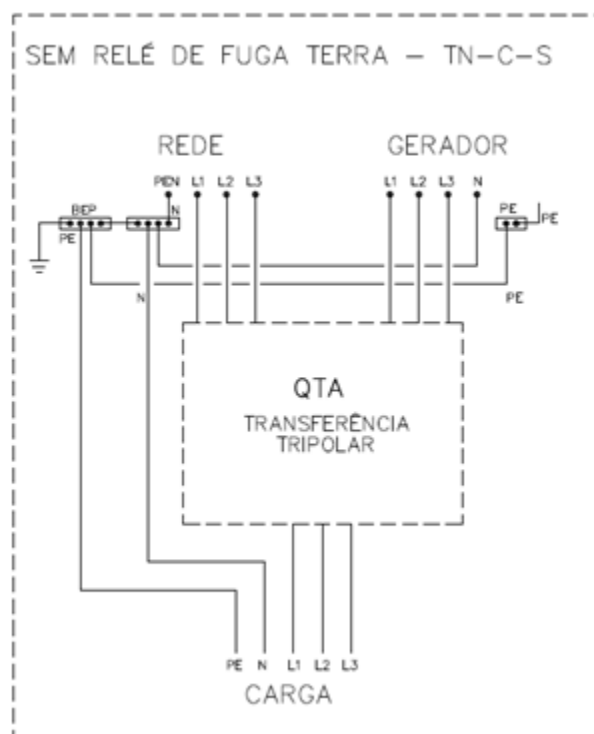 SEM RELÉ DE FUGA TERRA – TN-C-S
REDE GERADOR
PEN L1 L2 L3 L1 L2 L3 N
BEP N PE PE
PE
N PE
QTA
TRANSFERÊNCIA
TRIPOLAR
PE N L1 L2 L3
CARGA